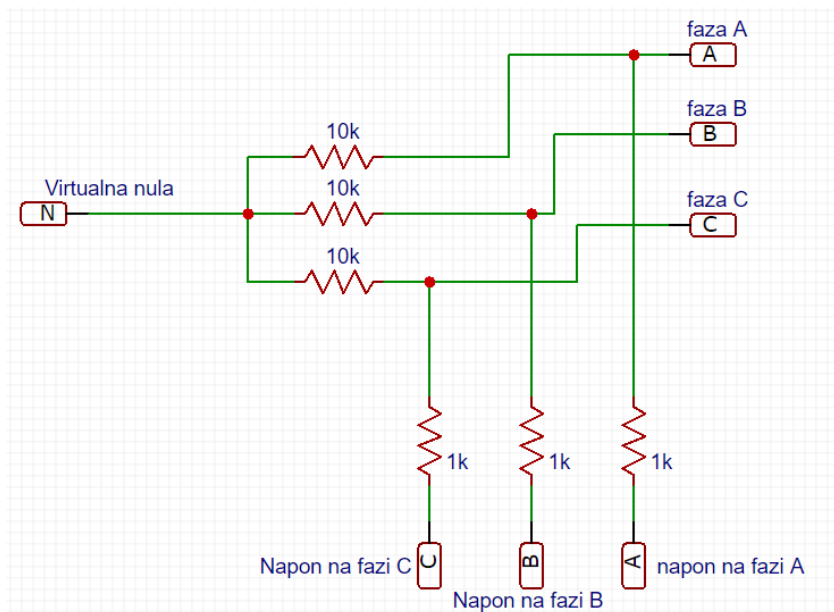 faza A
A
faza B
B
10k
Virtualna nula
N
10k
faza C
C
10k
1k
1k
1k
Napon na fazi C
C
B
A
napon na fazi A
Napon na fazi B